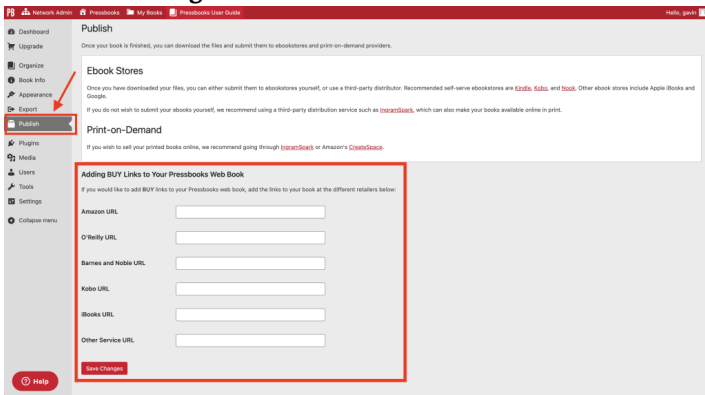 PB Network Admin Pressbooks My Books Pressbooks User Guide Hello, gavin
Dashboard
Upgrade
Organize
Book Info
Appearance
Export
Publish
Plugins
Media
Users
Tools
Settings
Collapse menu
Help
Publish
Once your book is finished, you can download the files and submit them to ebookstores and print-on-demand providers.
Ebook Stores
Once you have downloaded your files, you can either submit them to ebookstores yourself, or use a third-party distributor. Recommended self-serve ebookstores are Kindle, Kobo, and Nook. Other ebook stores include Apple iBooks and
Google.
If you do not wish to submit your ebooks yourself, we recommend using a third-party distribution service such as IngramSpark, which can also make your books available online in print.
Print-on-Demand
If you wish to sell your printed books online, we recommend going through IngramSpark or Amazon's CreateSpace.
Adding BUY Links to Your Pressbooks Web Book
If you would like to add BUY links to your Pressbooks web book, add the links to your book at the different retailers below:
Amazon URL
O'Reilly URL
Barnes and Noble URL
Kobo URL
iBooks URL
Other Service URL
Save Changes